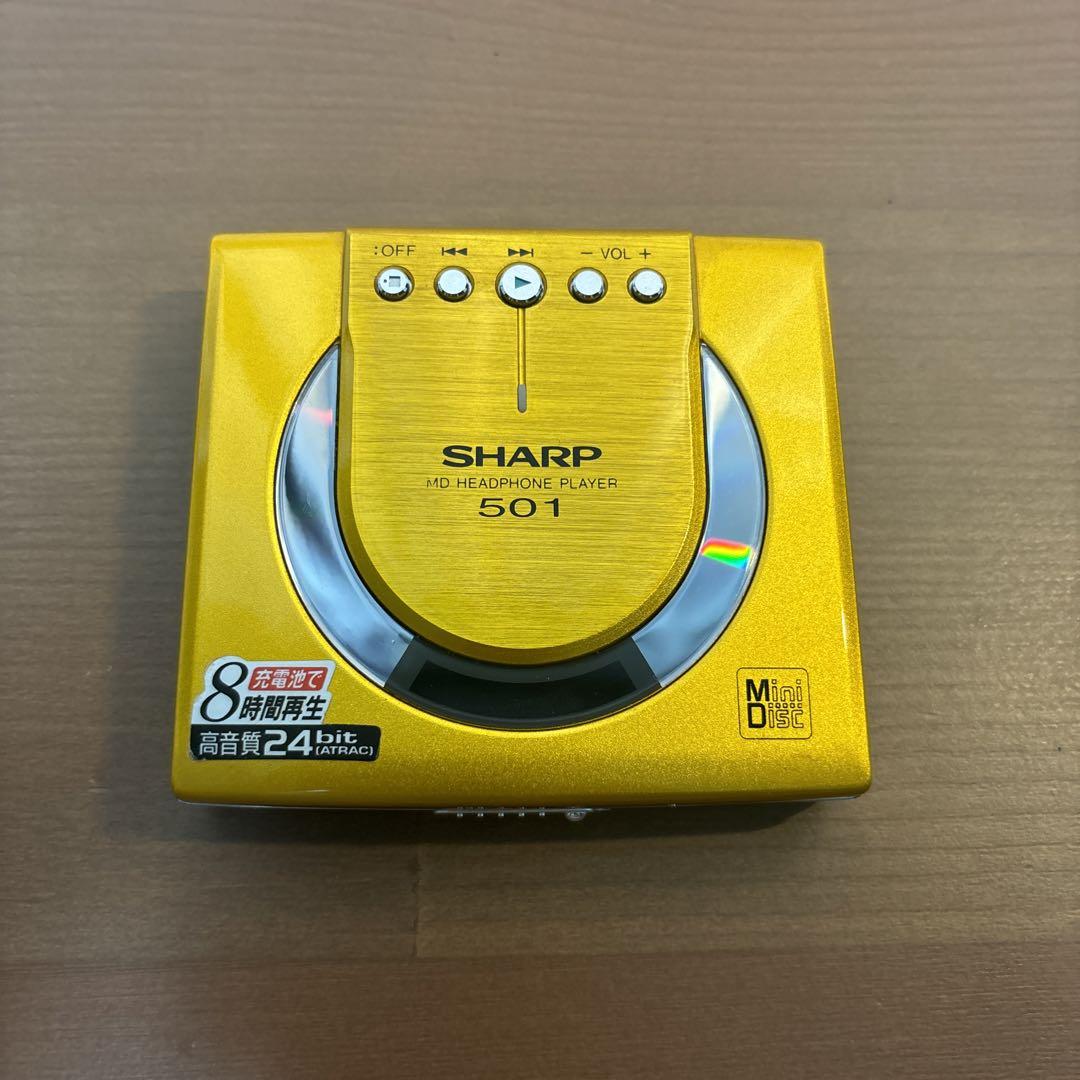 :OFF ⏮ ⏭ − VOL +
SHARP
MD HEADPHONE PLAYER
501
充電池で
8時間再生
高音質24bit
(ATRAC)
Mini
Disc